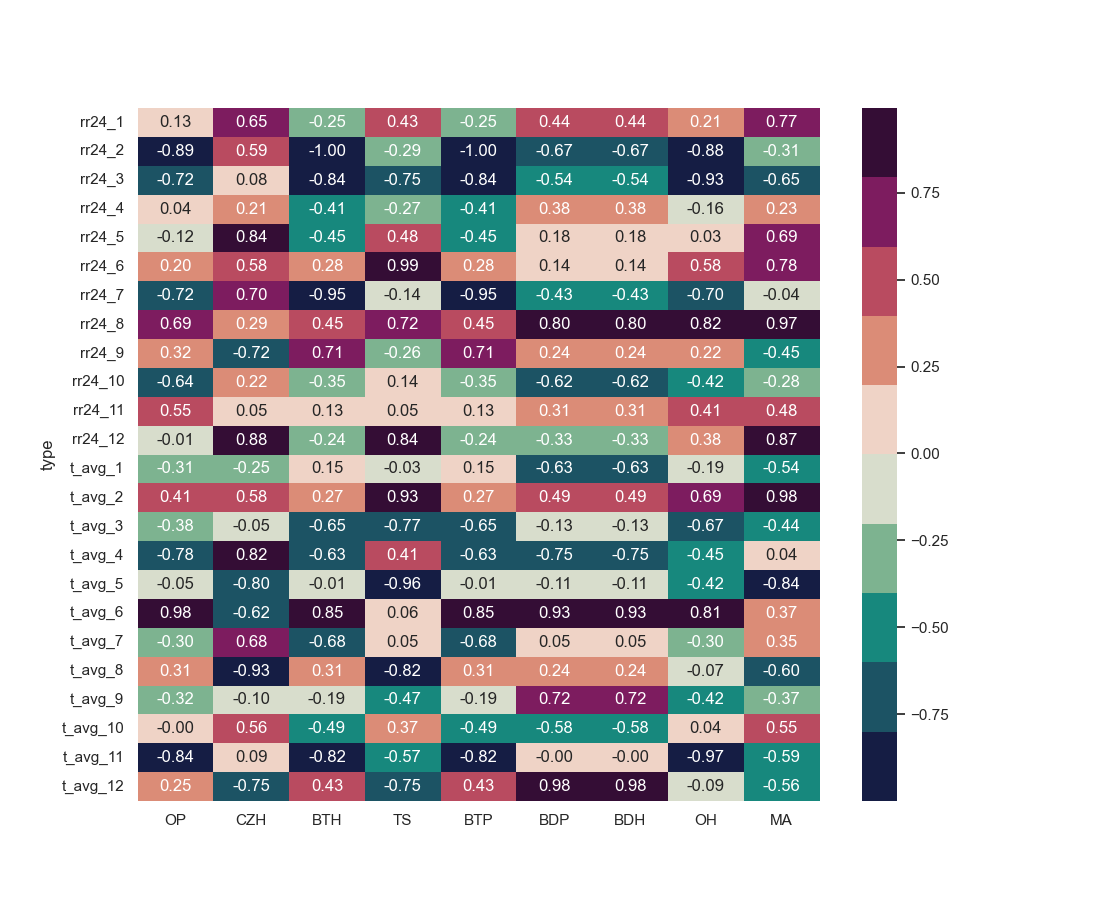 rr24_1 0.13 0.65 -0.25 0.43 -0.25 0.44 0.44 0.21 0.77
rr24_2 -0.89 0.59 -1.00 -0.29 -1.00 -0.67 -0.67 -0.88 -0.31
rr24_3 -0.72 0.08 -0.84 -0.75 -0.84 -0.54 -0.54 -0.93 -0.65
0.75
rr24_4 0.04 0.21 -0.41 -0.27 -0.41 0.38 0.38 -0.16 0.23
rr24_5 -0.12 0.84 -0.45 0.48 -0.45 0.18 0.18 0.03 0.69
rr24_6 0.20 0.58 0.28 0.99 0.28 0.14 0.14 0.58 0.78
0.50
rr24_7 -0.72 0.70 -0.95 -0.14 -0.95 -0.43 -0.43 -0.70 -0.04
rr24_8 0.69 0.29 0.45 0.72 0.45 0.80 0.80 0.82 0.97
rr24_9 0.32 -0.72 0.71 -0.26 0.71 0.24 0.24 0.22 -0.45
0.25
rr24_10 -0.64 0.22 -0.35 0.14 -0.35 -0.62 -0.62 -0.42 -0.28
rr24_11 0.55 0.05 0.13 0.05 0.13 0.31 0.31 0.41 0.48
rr24_12 -0.01 0.88 -0.24 0.84 -0.24 -0.33 -0.33 0.38 0.87
type
0.00
t_avg_1 -0.31 -0.25 0.15 -0.03 0.15 -0.63 -0.63 -0.19 -0.54
t_avg_2 0.41 0.58 0.27 0.93 0.27 0.49 0.49 0.69 0.98
t_avg_3 -0.38 -0.05 -0.65 -0.77 -0.65 -0.13 -0.13 -0.67 -0.44
−0.25
t_avg_4 -0.78 0.82 -0.63 0.41 -0.63 -0.75 -0.75 -0.45 0.04
t_avg_5 -0.05 -0.80 -0.01 -0.96 -0.01 -0.11 -0.11 -0.42 -0.84
t_avg_6 0.98 -0.62 0.85 0.06 0.85 0.93 0.93 0.81 0.37
−0.50
t_avg_7 -0.30 0.68 -0.68 0.05 -0.68 0.05 0.05 -0.30 0.35
t_avg_8 0.31 -0.93 0.31 -0.82 0.31 0.24 0.24 -0.07 -0.60
t_avg_9 -0.32 -0.10 -0.19 -0.47 -0.19 0.72 0.72 -0.42 -0.37
−0.75
t_avg_10 -0.00 0.56 -0.49 0.37 -0.49 -0.58 -0.58 0.04 0.55
t_avg_11 -0.84 0.09 -0.82 -0.57 -0.82 -0.00 -0.00 -0.97 -0.59
t_avg_12 0.25 -0.75 0.43 -0.75 0.43 0.98 0.98 -0.09 -0.56
OP CZH BTH TS BTP BDP BDH OH MA